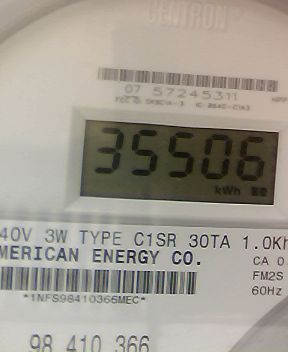 CENTRON
07 57245311
35506
kWh
40V 3W TYPE C1SR 30TA 1.0Kh
MERICAN ENERGY CO.
CA 0.
FM2S
60Hz
*1NFS98410366MEC*
98 410 366